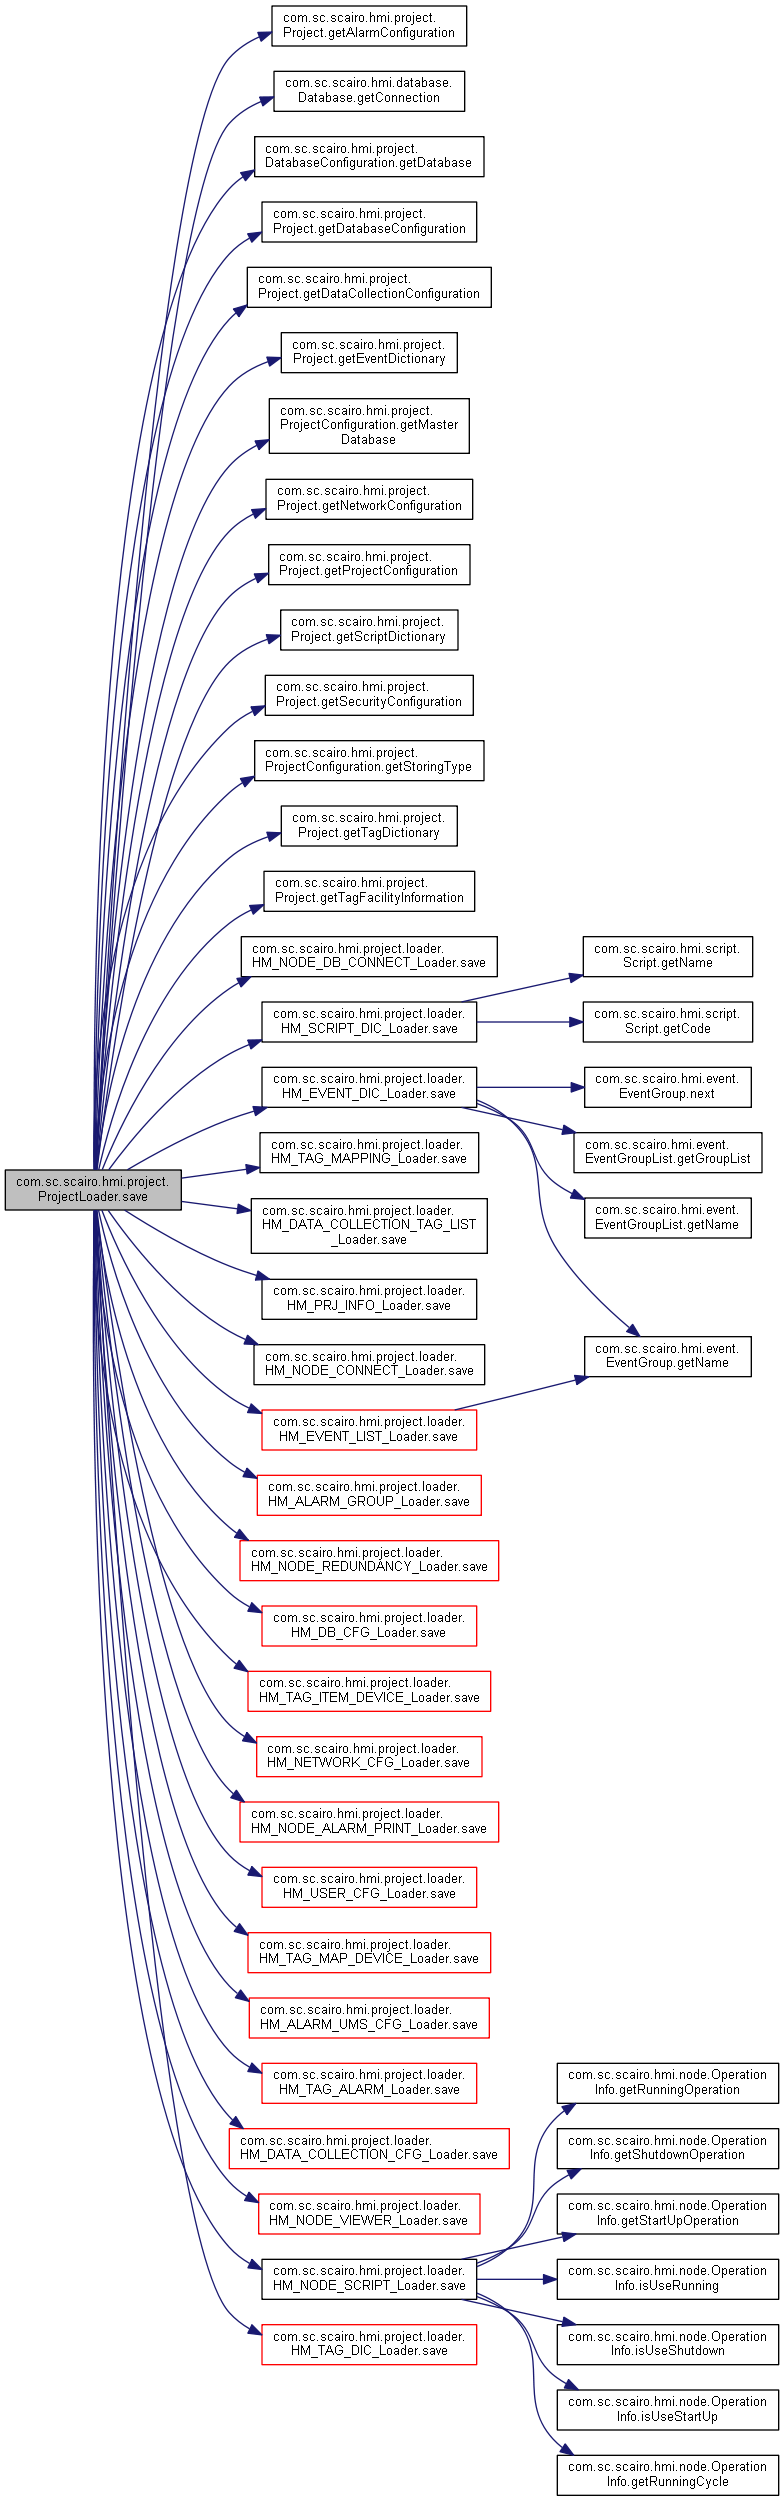 com.sc.scairo.hmi.project.
Project.getAlarmConfiguration
com.sc.scairo.hmi.database.
Database.getConnection
com.sc.scairo.hmi.project.
DatabaseConfiguration.getDatabase
com.sc.scairo.hmi.project.
Project.getDatabaseConfiguration
com.sc.scairo.hmi.project.
Project.getDataCollectionConfiguration
com.sc.scairo.hmi.project.
Project.getEventDictionary
com.sc.scairo.hmi.project.
ProjectConfiguration.getMaster
Database
com.sc.scairo.hmi.project.
Project.getNetworkConfiguration
com.sc.scairo.hmi.project.
Project.getProjectConfiguration
com.sc.scairo.hmi.project.
Project.getScriptDictionary
com.sc.scairo.hmi.project.
Project.getSecurityConfiguration
com.sc.scairo.hmi.project.
ProjectConfiguration.getStoringType
com.sc.scairo.hmi.project.
Project.getTagDictionary
com.sc.scairo.hmi.project.
Project.getTagFacilityInformation
com.sc.scairo.hmi.project.loader.
HM_NODE_DB_CONNECT_Loader.save
com.sc.scairo.hmi.project.loader.
HM_SCRIPT_DIC_Loader.save
com.sc.scairo.hmi.script.
Script.getName
com.sc.scairo.hmi.script.
Script.getCode
com.sc.scairo.hmi.project.loader.
HM_EVENT_DIC_Loader.save
com.sc.scairo.hmi.event.
EventGroup.next
com.sc.scairo.hmi.event.
EventGroupList.getGroupList
com.sc.scairo.hmi.event.
EventGroupList.getName
com.sc.scairo.hmi.event.
EventGroup.getName
com.sc.scairo.hmi.project.
ProjectLoader.save
com.sc.scairo.hmi.project.loader.
HM_TAG_MAPPING_Loader.save
com.sc.scairo.hmi.project.loader.
HM_DATA_COLLECTION_TAG_LIST
_Loader.save
com.sc.scairo.hmi.project.loader.
HM_PRJ_INFO_Loader.save
com.sc.scairo.hmi.project.loader.
HM_NODE_CONNECT_Loader.save
com.sc.scairo.hmi.project.loader.
HM_EVENT_LIST_Loader.save
com.sc.scairo.hmi.project.loader.
HM_ALARM_GROUP_Loader.save
com.sc.scairo.hmi.project.loader.
HM_NODE_REDUNDANCY_Loader.save
com.sc.scairo.hmi.project.loader.
HM_DB_CFG_Loader.save
com.sc.scairo.hmi.project.loader.
HM_TAG_ITEM_DEVICE_Loader.save
com.sc.scairo.hmi.project.loader.
HM_NETWORK_CFG_Loader.save
com.sc.scairo.hmi.project.loader.
HM_NODE_ALARM_PRINT_Loader.save
com.sc.scairo.hmi.project.loader.
HM_USER_CFG_Loader.save
com.sc.scairo.hmi.project.loader.
HM_TAG_MAP_DEVICE_Loader.save
com.sc.scairo.hmi.project.loader.
HM_ALARM_UMS_CFG_Loader.save
com.sc.scairo.hmi.project.loader.
HM_TAG_ALARM_Loader.save
com.sc.scairo.hmi.project.loader.
HM_DATA_COLLECTION_CFG_Loader.save
com.sc.scairo.hmi.project.loader.
HM_NODE_VIEWER_Loader.save
com.sc.scairo.hmi.project.loader.
HM_NODE_SCRIPT_Loader.save
com.sc.scairo.hmi.project.loader.
HM_TAG_DIC_Loader.save
com.sc.scairo.hmi.node.Operation
Info.getRunningOperation
com.sc.scairo.hmi.node.Operation
Info.getShutdownOperation
com.sc.scairo.hmi.node.Operation
Info.getStartUpOperation
com.sc.scairo.hmi.node.Operation
Info.isUseRunning
com.sc.scairo.hmi.node.Operation
Info.isUseShutdown
com.sc.scairo.hmi.node.Operation
Info.isUseStartUp
com.sc.scairo.hmi.node.Operation
Info.getRunningCycle